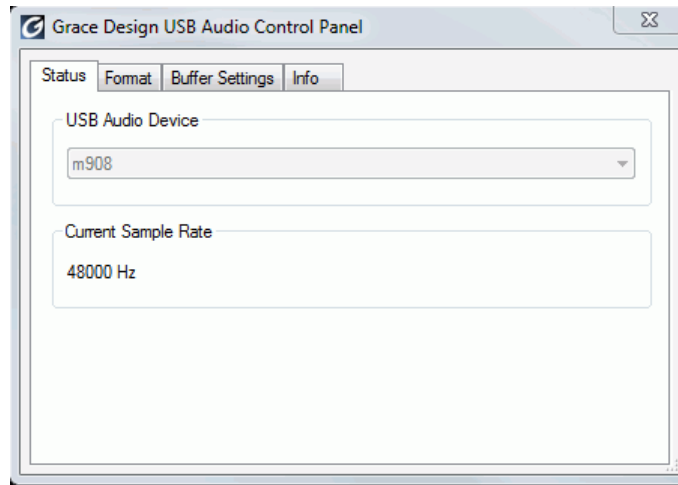 Grace Design USB Audio Control Panel
Status Format Buffer Settings Info
USB Audio Device
m908
Current Sample Rate
48000 Hz